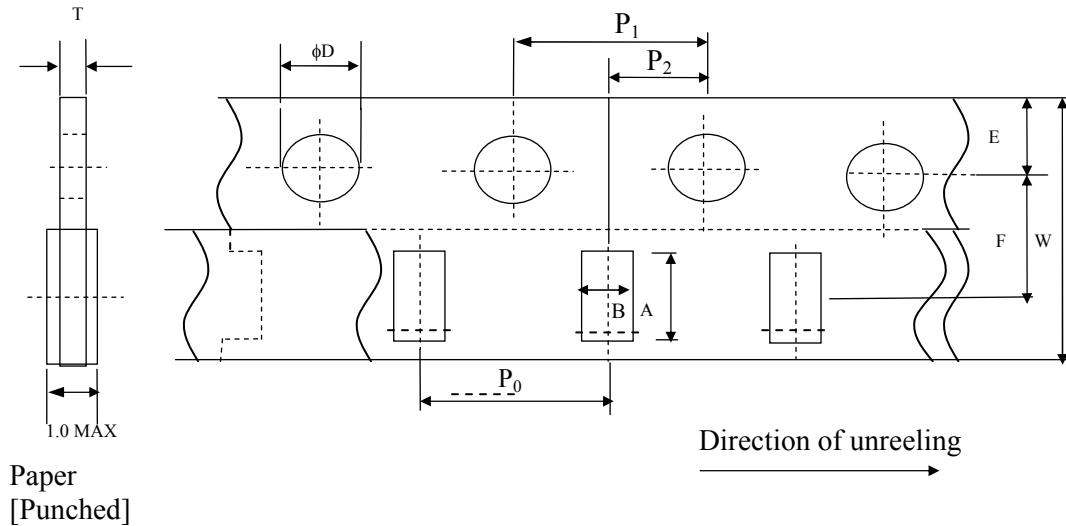 T
P₁
ϕD
P₂
E
F
W
B
A
P₀
1.0 MAX
Direction of unreeling
Paper
[Punched]